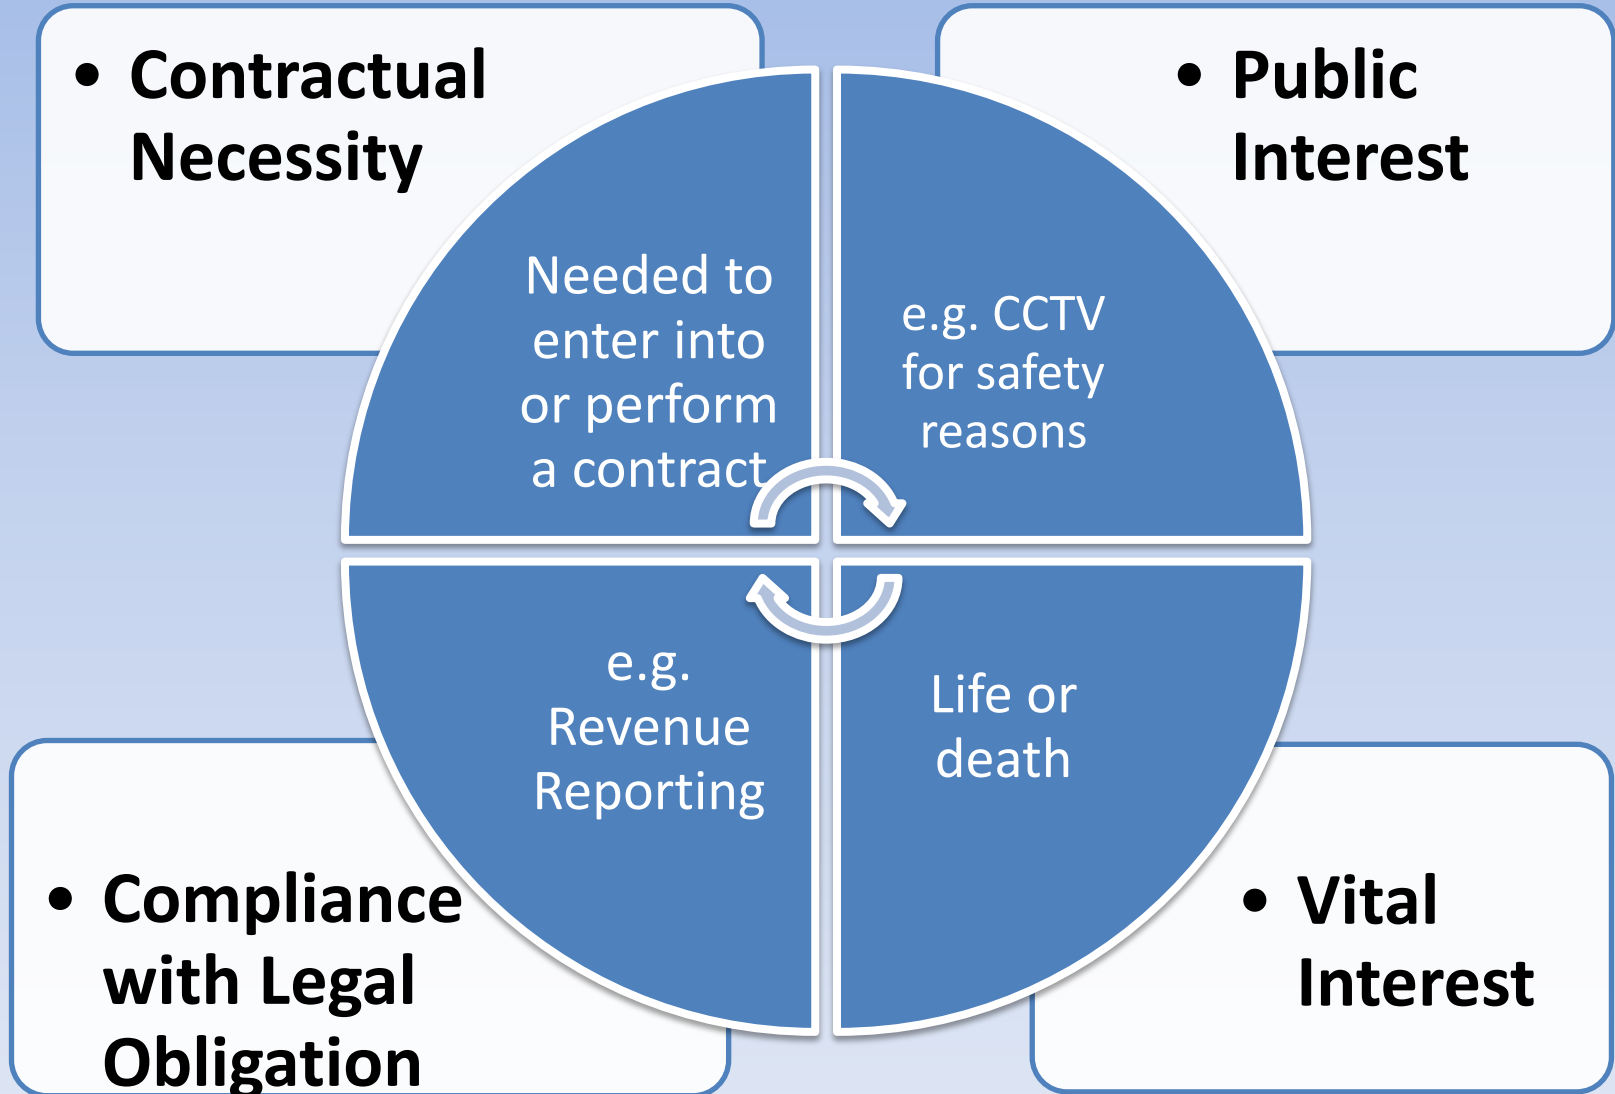 • Contractual
Necessity
Needed to
enter into
or perform
a contract
• Public
Interest
e.g. CCTV
for safety
reasons
e.g.
Revenue
Reporting
• Compliance
with Legal
Obligation
Life or
death
• Vital
Interest